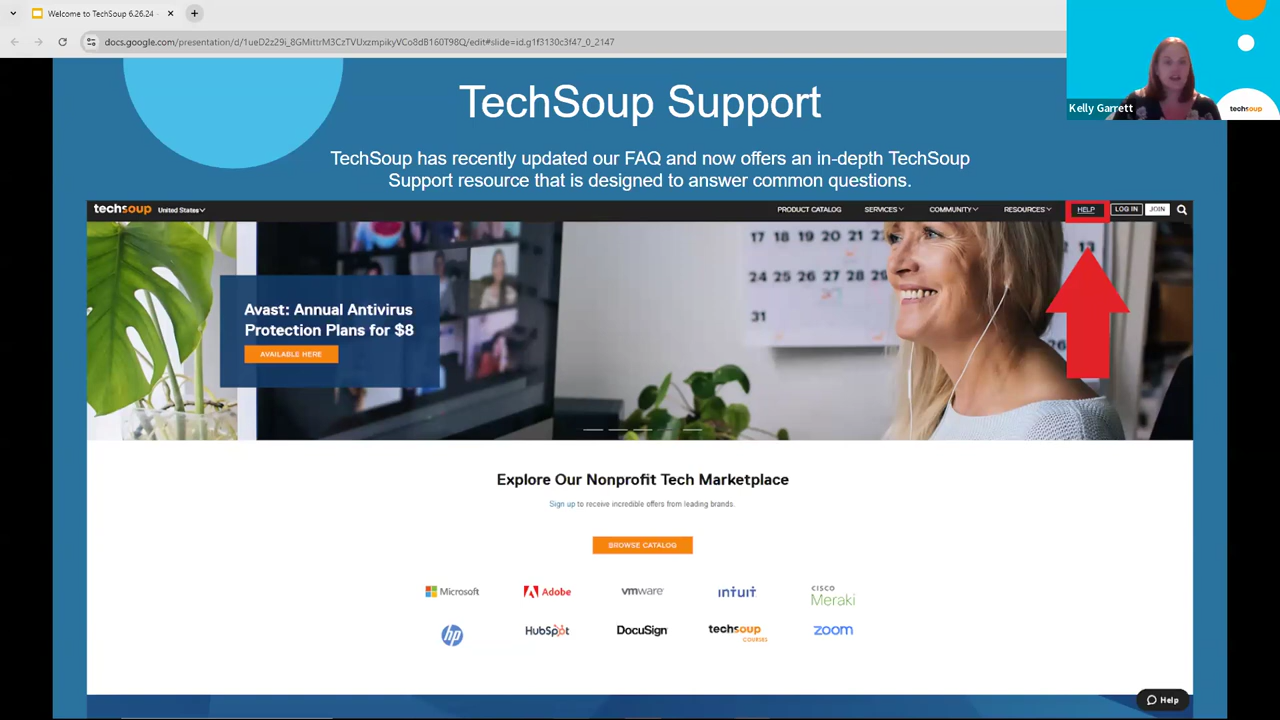 Welcome to TechSoup 6.26.24
docs.google.com/presentation/d/1ueD2z29i_8GMittrM3CzTVUxzmpikyVCo8dB160T98Q/edit#slide=id.g1f3130c3f47_0_2147
Kelly Garrett
techsoup
TechSoup Support
TechSoup has recently updated our FAQ and now offers an in-depth TechSoup
Support resource that is designed to answer common questions.
techsoup United States PRODUCT CATALOG SERVICES COMMUNITY RESOURCES HELP LOG IN JOIN
17 18 19 20 21 13
24 25 26 27 28 29
31 26
Avast: Annual Antivirus
Protection Plans for $8
AVAILABLE HERE
Explore Our Nonprofit Tech Marketplace
Sign up to receive incredible offers from leading brands.
BROWSE CATALOG
Microsoft Adobe vmware intuit CISCO Meraki
hp HubSpot DocuSign techsoup COURSES zoom
Help